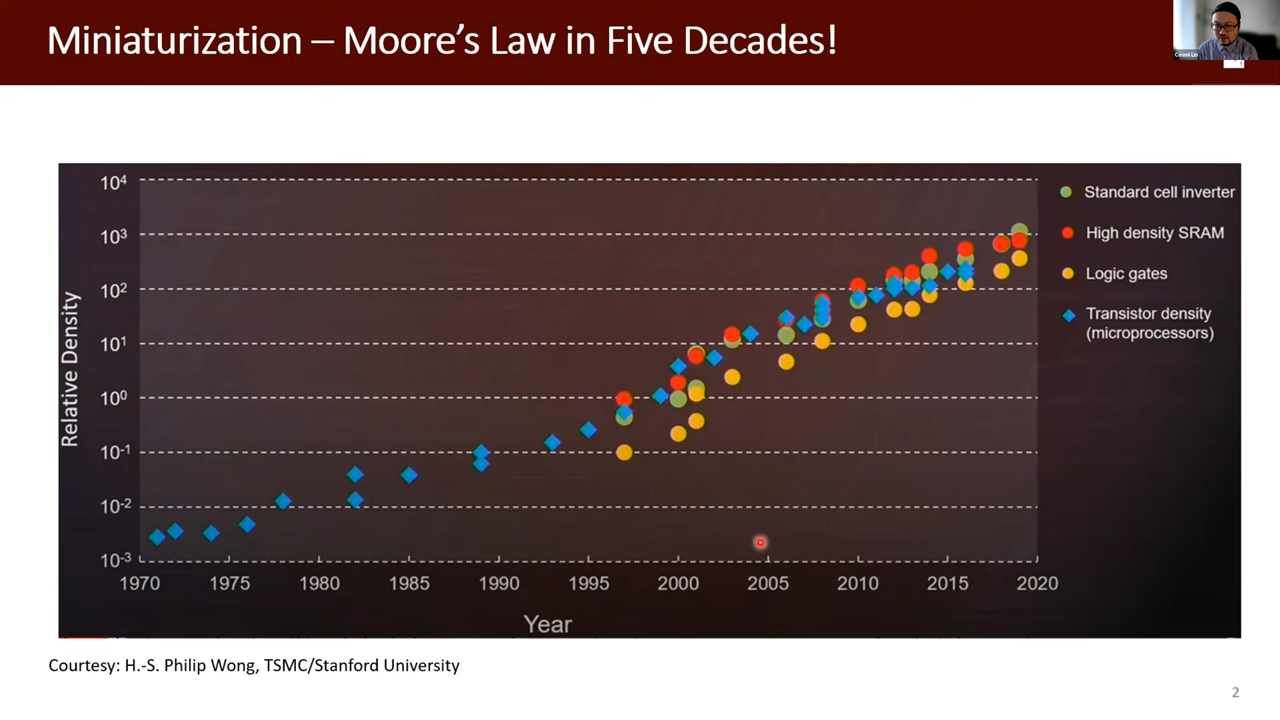 Miniaturization – Moore's Law in Five Decades!
Cosmi Lin
10⁴
10³
10²
10¹
10⁰
10⁻¹
10⁻²
10⁻³
Relative Density
1970 1975 1980 1985 1990 1995 2000 2005 2010 2015 2020
Year
Standard cell inverter
High density SRAM
Logic gates
Transistor density
(microprocessors)
Courtesy: H.-S. Philip Wong, TSMC/Stanford University
2